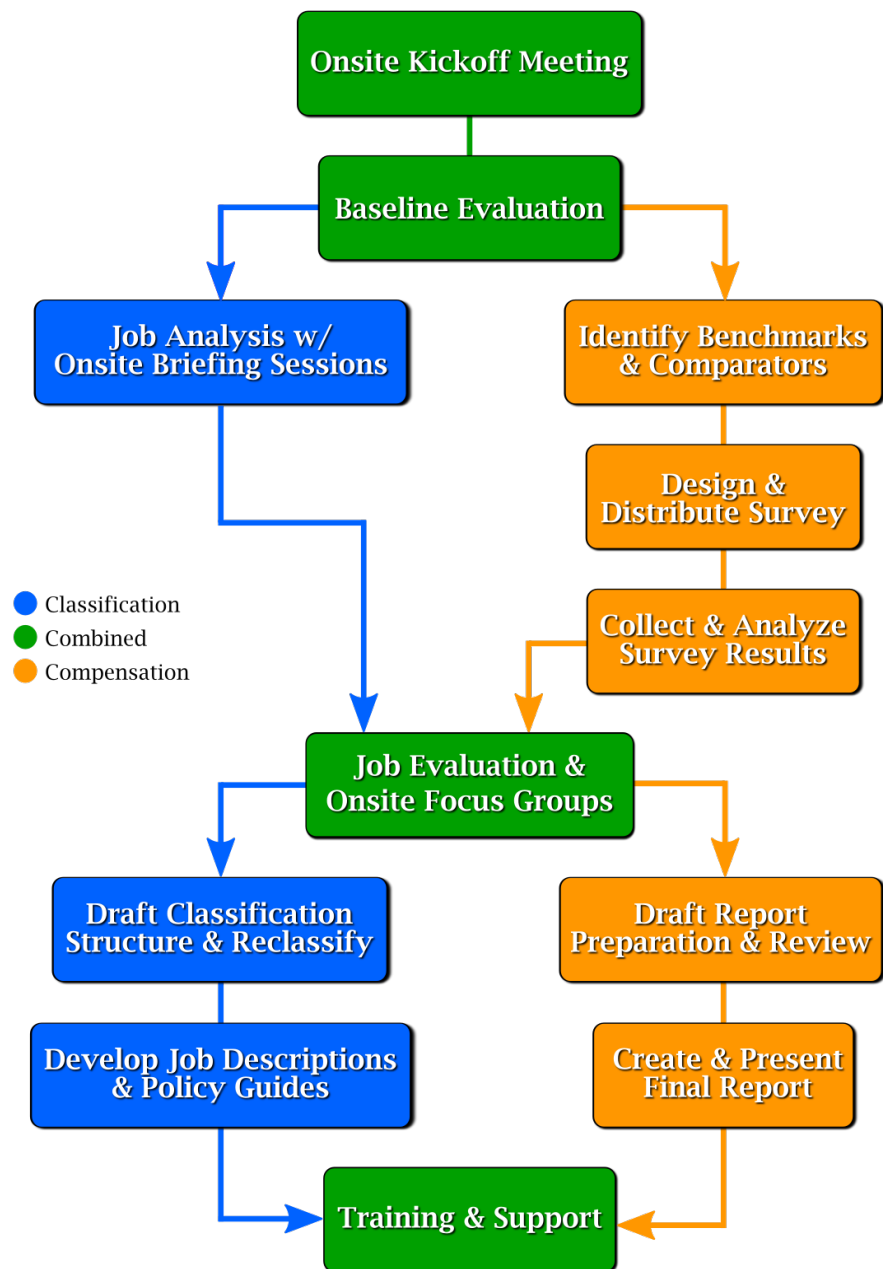 Onsite Kickoff Meeting
Baseline Evaluation
Job Analysis w/
Onsite Briefing Sessions
Identify Benchmarks
& Comparators
Design &
Distribute Survey
Classification
Combined
Compensation
Collect & Analyze
Survey Results
Job Evaluation &
Onsite Focus Groups
Draft Classification
Structure & Reclassify
Draft Report
Preparation & Review
Develop Job Descriptions
& Policy Guides
Create & Present
Final Report
Training & Support